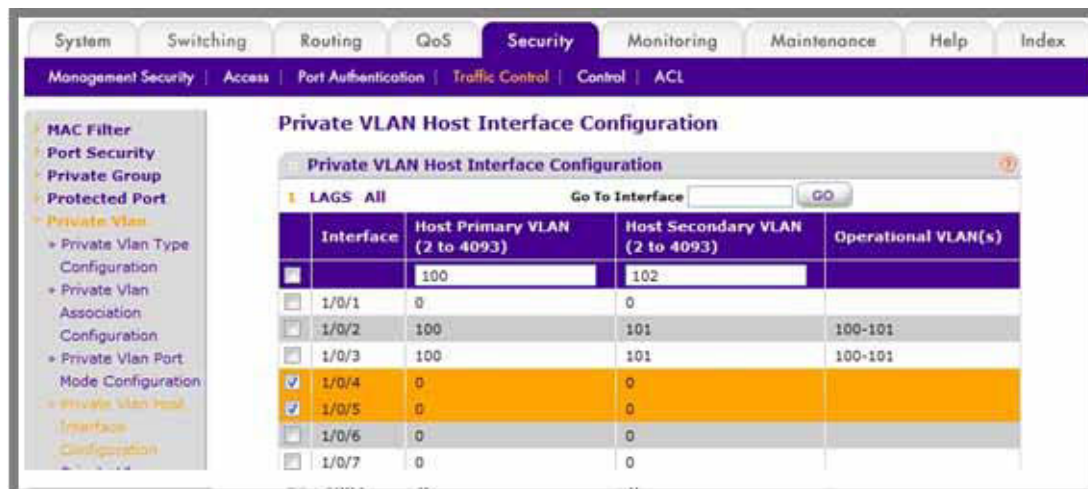 System Switching Routing QoS Security Monitoring Maintenance Help Index
Management Security | Access | Port Authentication | Traffic Control | Control | ACL
MAC Filter
Port Security
Private Group
Protected Port
Private Vlan
» Private Vlan Type
Configuration
» Private Vlan
Association
Configuration
» Private Vlan Port
Mode Configuration
» Private Vlan Host
Interface
Configuration
Private VLAN Host Interface Configuration
Private VLAN Host Interface Configuration
1 LAGS All Go To Interface GO
Interface Host Primary VLAN (2 to 4093) Host Secondary VLAN (2 to 4093) Operational VLAN(s)
100 102
1/0/1 0 0
1/0/2 100 101 100-101
1/0/3 100 101 100-101
1/0/4 0 0
1/0/5 0 0
1/0/6 0 0
1/0/7 0 0